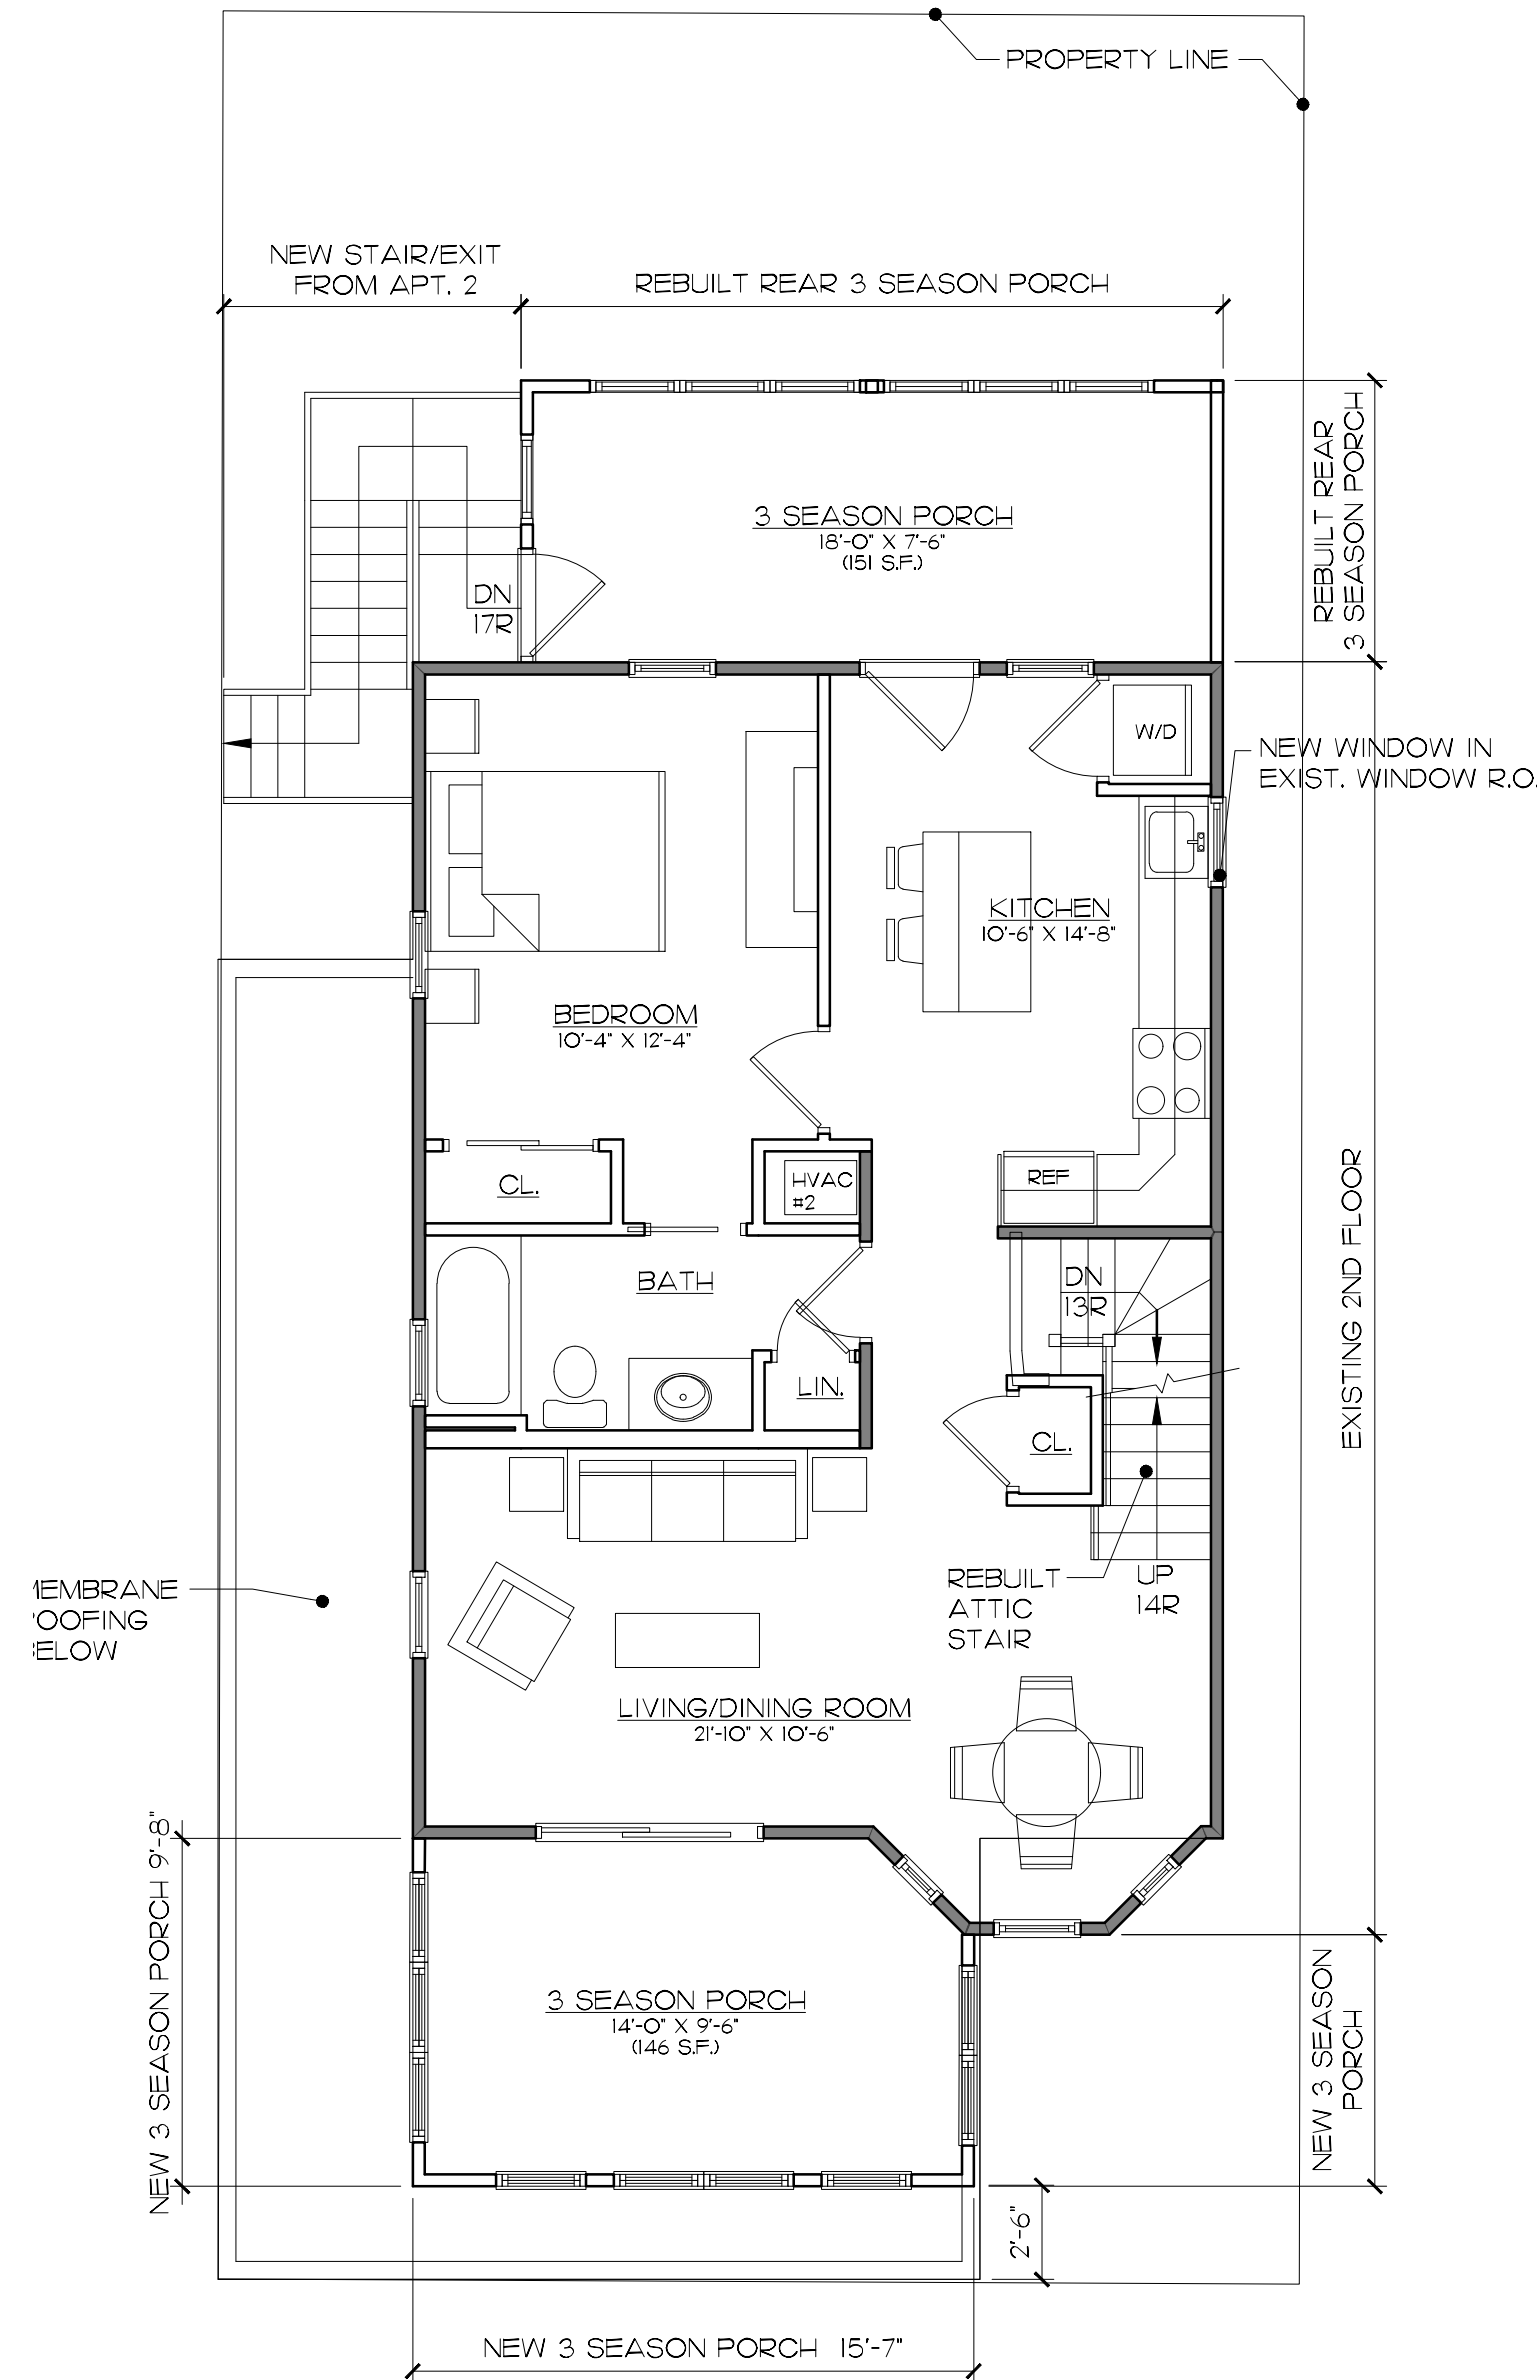 PROPERTY LINE
NEW STAIR/EXIT
FROM APT. 2
REBUILT REAR 3 SEASON PORCH
REBUILT REAR
3 SEASON PORCH
3 SEASON PORCH
18'-0" X 7'-6"
(151 S.F.)
DN
17R
W/D
NEW WINDOW IN
EXIST. WINDOW R.O.
KITCHEN
10'-6" X 14'-8"
BEDROOM
10'-4" X 12'-4"
CL.
HVAC
#2
REF
EXISTING 2ND FLOOR
BATH
DN
13R
LIN.
CL.
MEMBRANE
ROOFING
BELOW
REBUILT
ATTIC
STAIR
UP
14R
LIVING/DINING ROOM
21'-10" X 10'-6"
NEW 3 SEASON PORCH 9'-8"
3 SEASON PORCH
14'-0" X 9'-6"
(146 S.F.)
NEW 3 SEASON
PORCH
2'-6"
NEW 3 SEASON PORCH 15'-7"